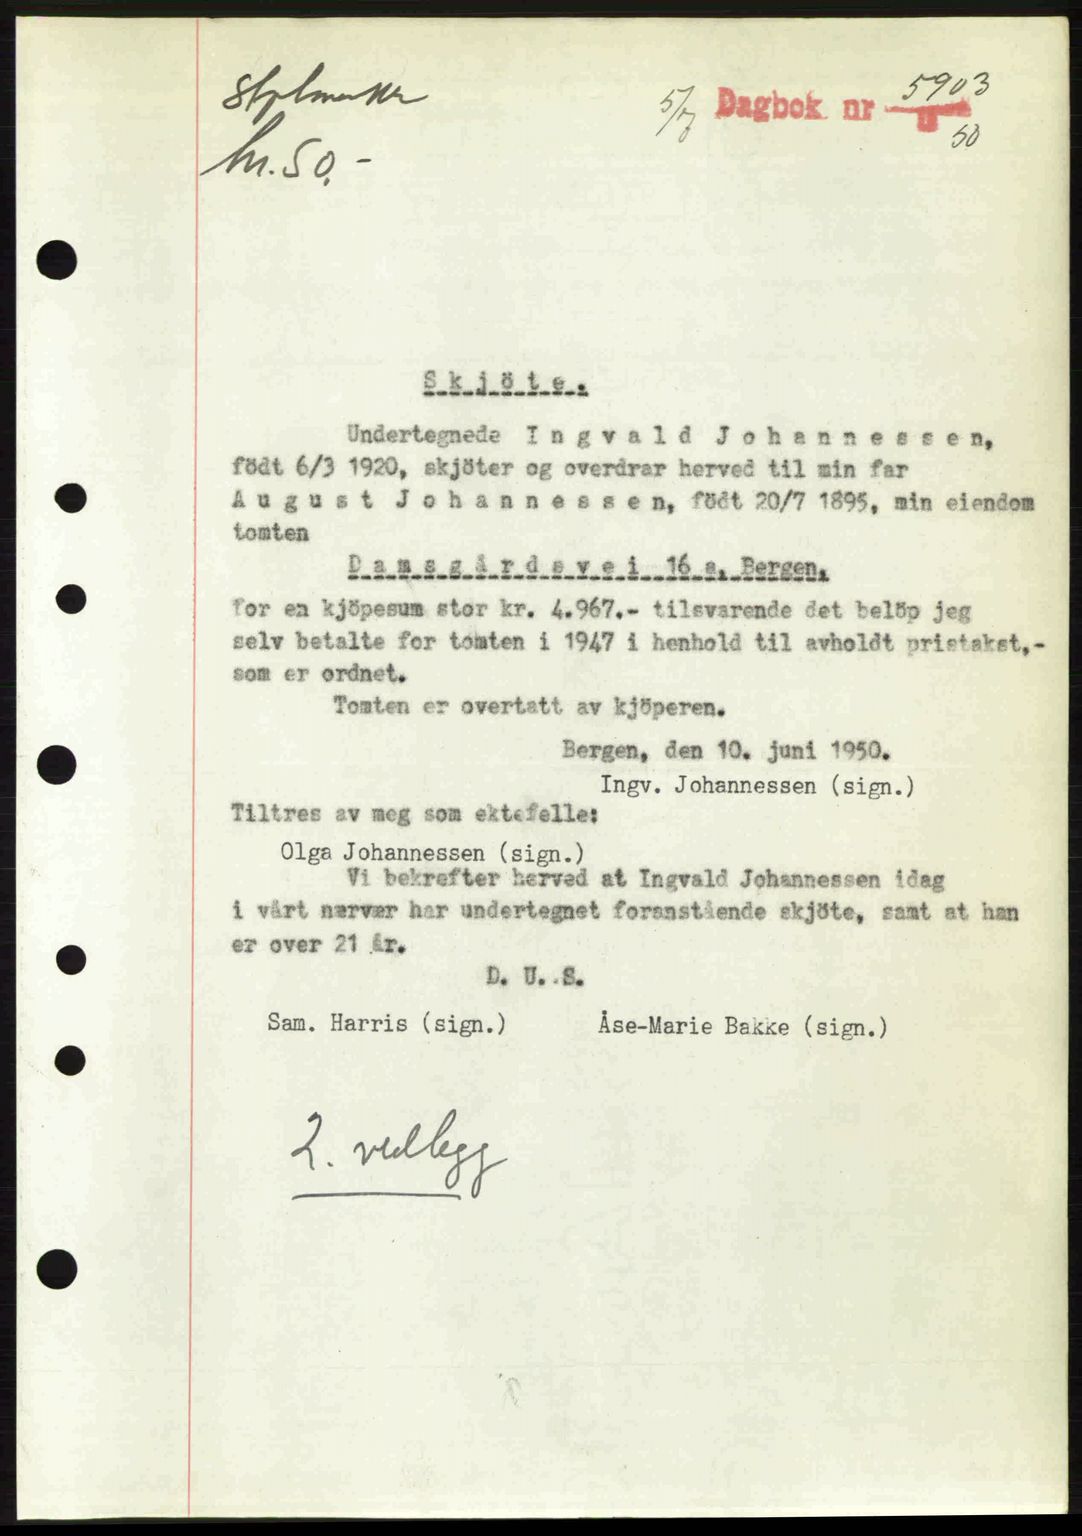 Stplmerker
kr. 50.-
5/7 Dagbok nr 5903
50
Skjöte.
Undertegnede Ingvald Johannessen,
födt 6/3 1920, skjöter og overdrar herved til min far
August Johannessen, födt 20/7 1895, min eiendom
tomten
Damsgårdsvei 16 a, Bergen,
for en kjöpesum stor kr. 4.967.- tilsvarende det belöp jeg
selv betalte for tomten i 1947 i henhold til avholdt pristakst,-
som er ordnet.
Tomten er overtatt av kjöperen.
Bergen, den 10. juni 1950.
Ingv. Johannessen (sign.)
Tiltres av meg som ektefelle:
Olga Johannessen (sign.)
Vi bekrefter herved at Ingvald Johannessen idag
i vårt nærvær har undertegnet foranstående skjöte, samt at han
er over 21 år.
D. U. S.
Sam. Harris (sign.) Åse-Marie Bakke (sign.)
2. vedlegg